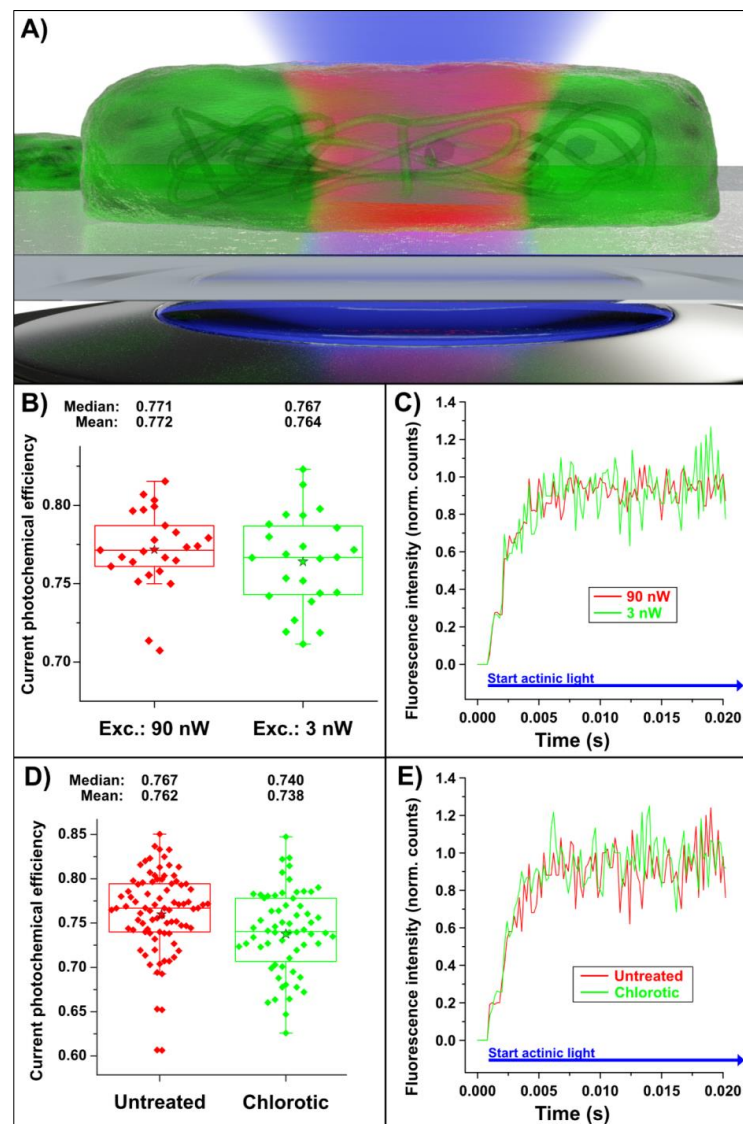 A)
B)
Median: 0.771 0.767
Mean: 0.772 0.764
Current photochemical efficiency
0.80
0.75
0.70
Exc.: 90 nW Exc.: 3 nW
C)
Fluorescence intensity (norm. counts)
1.4
1.2
1.0
0.8
0.6
0.4
0.2
0.0
90 nW
3 nW
Start actinic light
0.000 0.005 0.010 0.015 0.020
Time (s)
D)
Median: 0.767 0.740
Mean: 0.762 0.738
Current photochemical efficiency
0.85
0.80
0.75
0.70
0.65
0.60
Untreated Chlorotic
E)
Fluorescence intensity (norm. counts)
1.4
1.2
1.0
0.8
0.6
0.4
0.2
0.0
Untreated
Chlorotic
Start actinic light
0.000 0.005 0.010 0.015 0.020
Time (s)